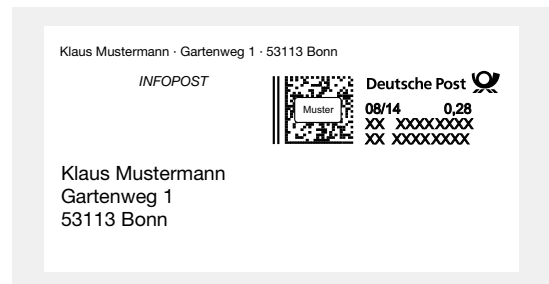 Klaus Mustermann · Gartenweg 1 · 53113 Bonn
INFOPOST
Muster
Deutsche Post
08/14 0,28
XX XXXXXXXX
XX XXXXXXXX
Klaus Mustermann
Gartenweg 1
53113 Bonn